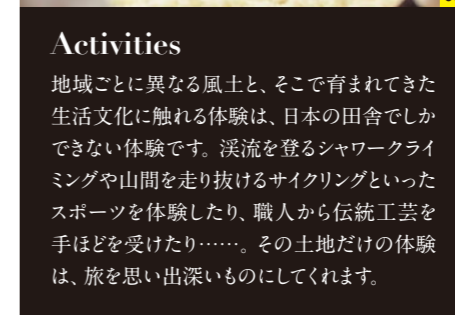 Activities
地域ごとに異なる風土と、そこで育まれてきた
生活文化に触れる体験は、日本の田舎でしか
できない体験です。渓流を登るシャワークライ
ミングや山間を走り抜けるサイクリングといった
スポーツを体験したり、職人から伝統工芸を
手ほどを受けたり……。その土地だけの体験
は、旅を思い出深いものにしてくれます。